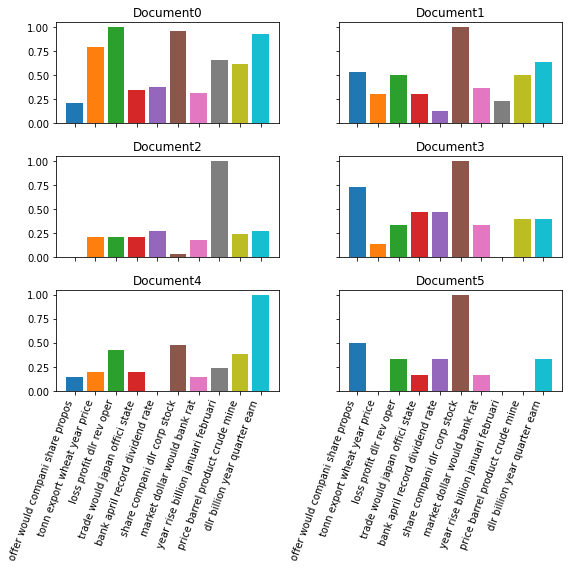 Document0
Document1
1.00
0.75
0.50
0.25
0.00
Document2
Document3
1.00
0.75
0.50
0.25
0.00
Document4
Document5
1.00
0.75
0.50
0.25
0.00
offer would compani share propos
tonn export wheat year price
loss profit dlr rev oper
trade would japan offici state
bank april record dividend rate
share compani dlr corp stock
market dollar would bank rat
year rise billion januari februari
price barrel product crude mine
dlr billion year quarter earn
offer would compani share propos
tonn export wheat year price
loss profit dlr rev oper
trade would japan offici state
bank april record dividend rate
share compani dlr corp stock
market dollar would bank rat
year rise billion januari februari
price barrel product crude mine
dlr billion year quarter earn